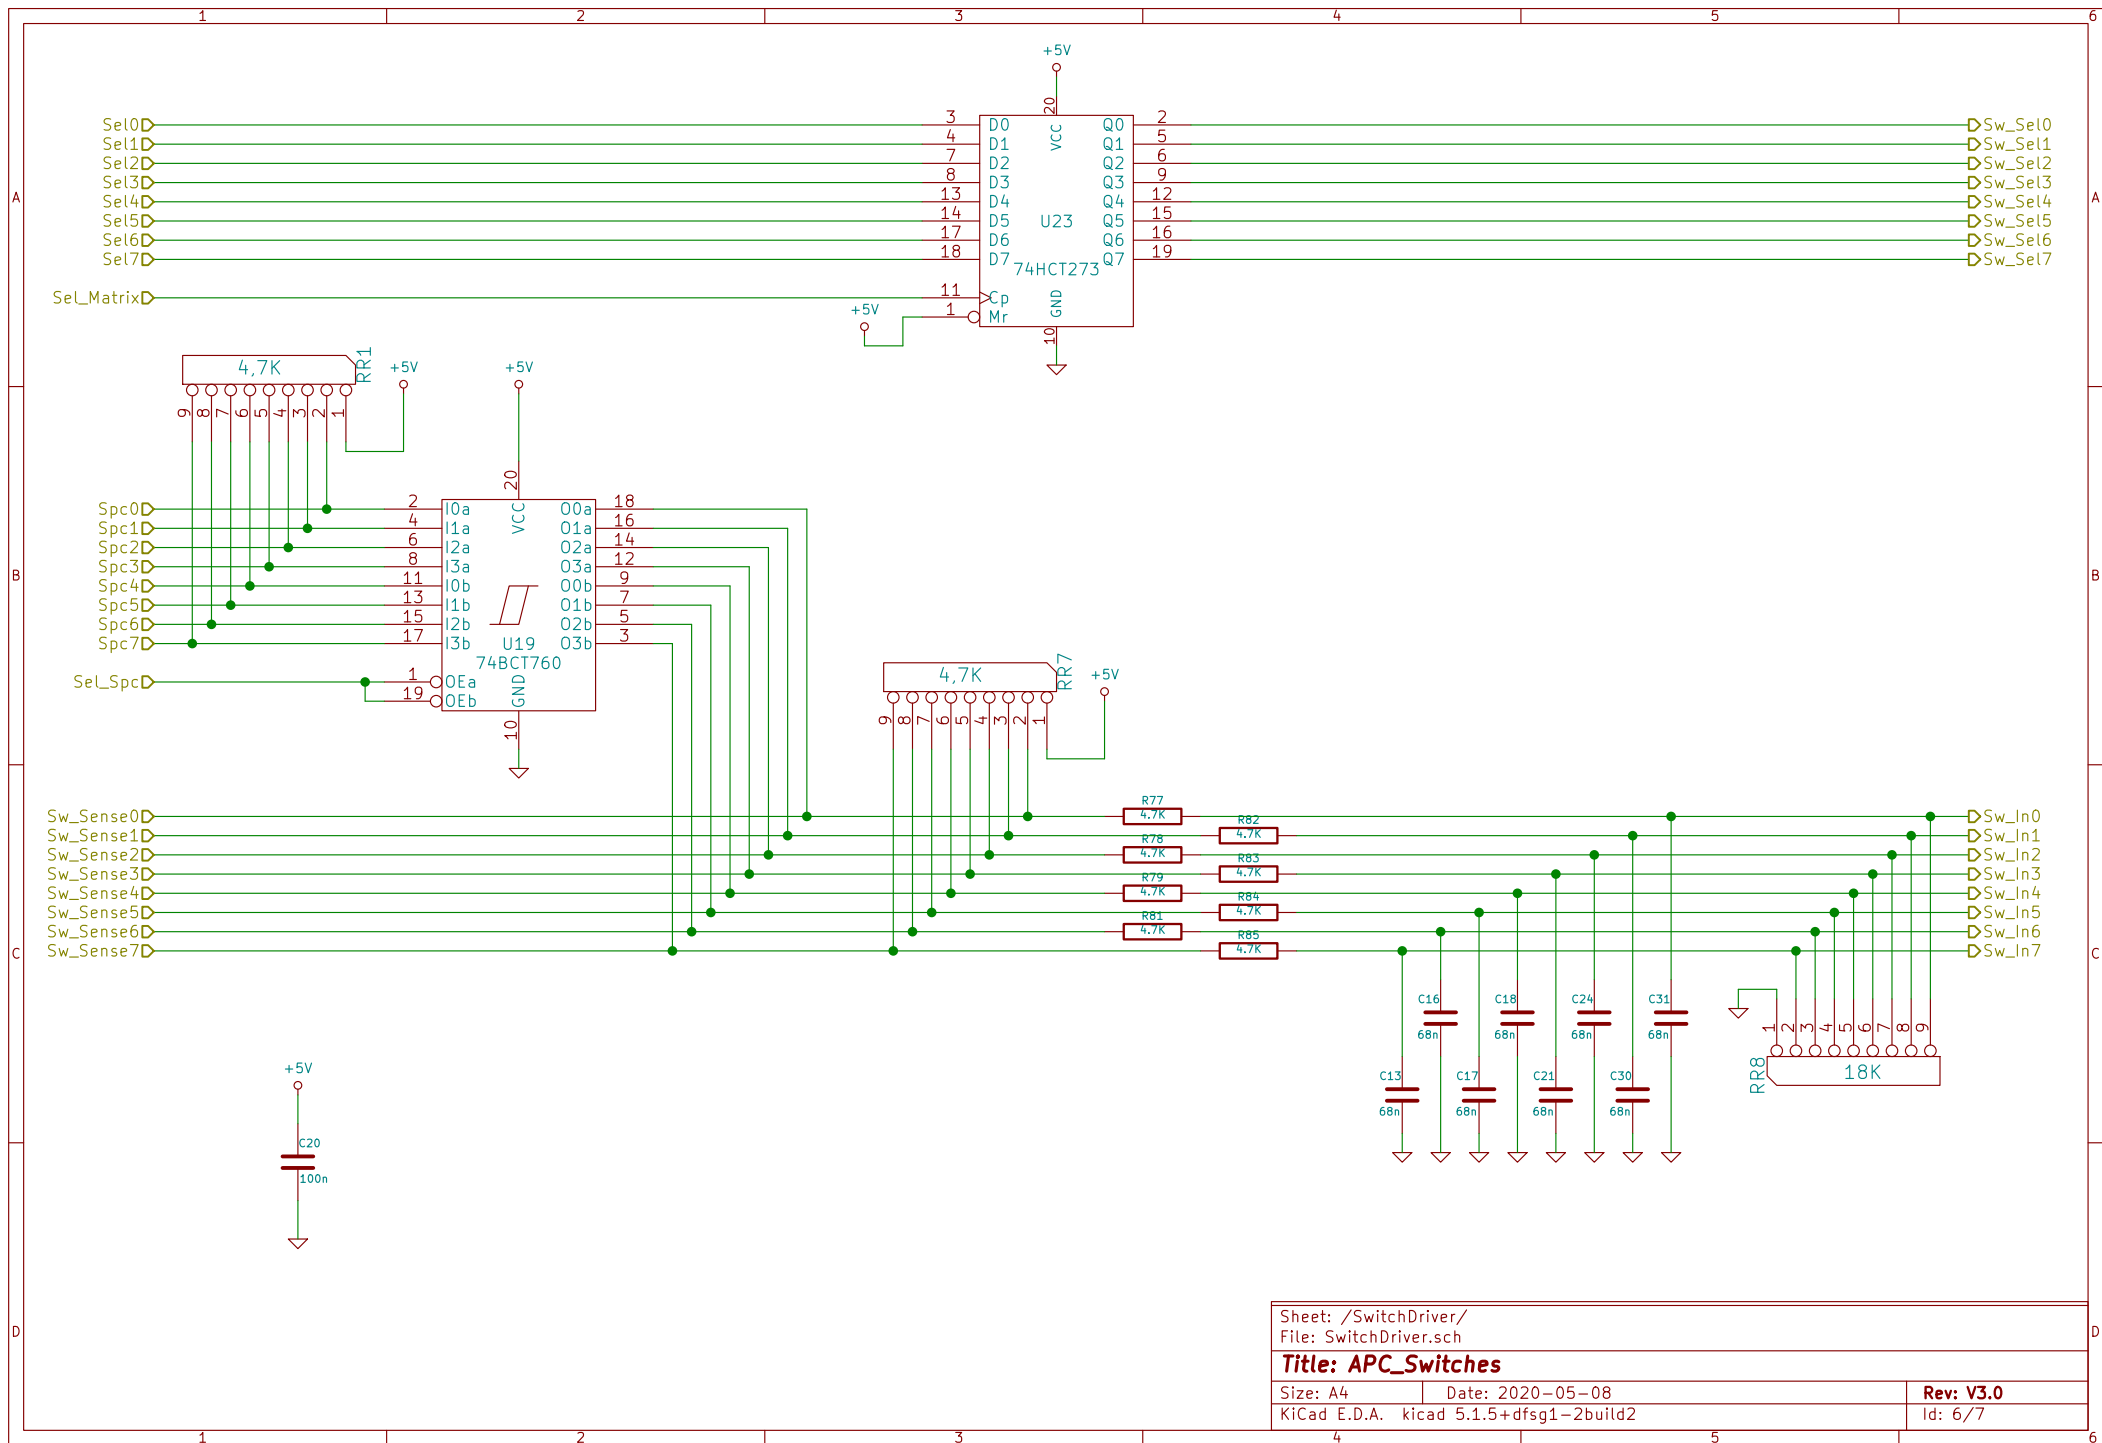 1 2 3 4 5 6
A A
B B
C C
D D
+5V
20
VCC
Sel0 3 D0 Q0 2 Sw_Sel0
Sel1 4 D1 Q1 5 Sw_Sel1
Sel2 7 D2 Q2 6 Sw_Sel2
Sel3 8 D3 Q3 9 Sw_Sel3
Sel4 13 D4 Q4 12 Sw_Sel4
Sel5 14 D5 Q5 15 Sw_Sel5
Sel6 17 D6 Q6 16 Sw_Sel6
Sel7 18 D7 Q7 19 Sw_Sel7
U23
74HCT273
Sel_Matrix 11 Cp
+5V 1 Mr
GND
10
4,7K RR1
+5V
9 8 7 6 5 4 3 2 1
+5V
20
VCC
Spc0 2 I0a O0a 18
Spc1 4 I1a O1a 16
Spc2 6 I2a O2a 14
Spc3 8 I3a O3a 12
Spc4 11 I0b O0b 9
Spc5 13 I1b O1b 7
Spc6 15 I2b O2b 5
Spc7 17 I3b O3b 3
U19
74BCT760
Sel_Spc 1 OEa
19 OEb
GND
10
4,7K RR7
+5V
9 8 7 6 5 4 3 2 1
Sw_Sense0 R77 4.7K Sw_In0
Sw_Sense1 R82 4.7K Sw_In1
Sw_Sense2 R78 4.7K Sw_In2
Sw_Sense3 R83 4.7K Sw_In3
Sw_Sense4 R79 4.7K Sw_In4
Sw_Sense5 R84 4.7K Sw_In5
Sw_Sense6 R81 4.7K Sw_In6
Sw_Sense7 R85 4.7K Sw_In7
C16 C18 C24 C31
68n 68n 68n 68n
C13 C17 C21 C30
68n 68n 68n 68n
1 2 3 4 5 6 7 8 9
RR8 18K
+5V
C20
100n
Sheet: /SwitchDriver/
File: SwitchDriver.sch
Title: APC_Switches
Size: A4 Date: 2020-05-08 Rev: V3.0
KiCad E.D.A. kicad 5.1.5+dfsg1-2build2 Id: 6/7
1 2 3 4 5 6